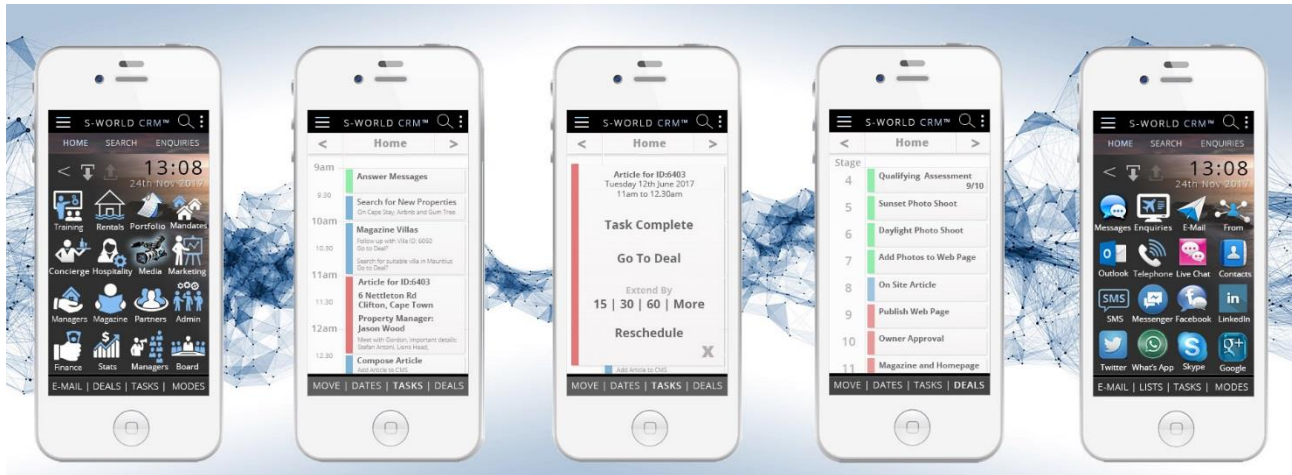 S-WORLD CRM™
HOME SEARCH ENQUIRIES
< 13:08
24th Nov 2017
Training Rentals Portfolio Mandates
Concierge Hospitality Media Marketing
Managers Magazine Partners Admin
Finance Stats Managers Board
E-MAIL | DEALS | TASKS | MODES
S-WORLD CRM™
< Home >
9am
Answer Messages
9.30
Search for New Properties
On Cape Stay, Airbnb and Gum Tree
10am
Magazine Villas
Follow up with Villa ID: 6060
10.30
Go to Deal?
Search for suitable villa in Mauritius
Go to Deal?
11am
Article for ID:6403
6 Nettleton Rd
11.30
Clifton, Cape Town
Property Manager:
12am
Jason Wood
Meet with Gordon, important details:
Stefan Antoni, Lions Head,
12.30
Compose Article
Add Article to CMS
MOVE | DATES | TASKS | DEALS
S-WORLD CRM™
< Home >
Article for ID:6403
Tuesday 12th June 2017
11am to 12.30am
Task Complete
Go To Deal
Extend By
15 | 30 | 60 | More
Reschedule
X
Add Article to CMS
MOVE | DATES | TASKS | DEALS
S-WORLD CRM™
< Home >
Stage
4 Qualifying Assessment
9/10
5 Sunset Photo Shoot
6 Daylight Photo Shoot
7 Add Photos to Web Page
8 On Site Article
9 Publish Web Page
10 Owner Approval
11 Magazine and Homepage
MOVE | DATES | TASKS | DEALS
S-WORLD CRM™
HOME SEARCH ENQUIRIES
< 13:08
24th Nov 2017
Messages Enquiries E-Mail From
Outlook Telephone Live Chat Contacts
SMS
SMS Messenger Facebook LinkedIn
Twitter What's App Skype Google
E-MAIL | LISTS | TASKS | MODES